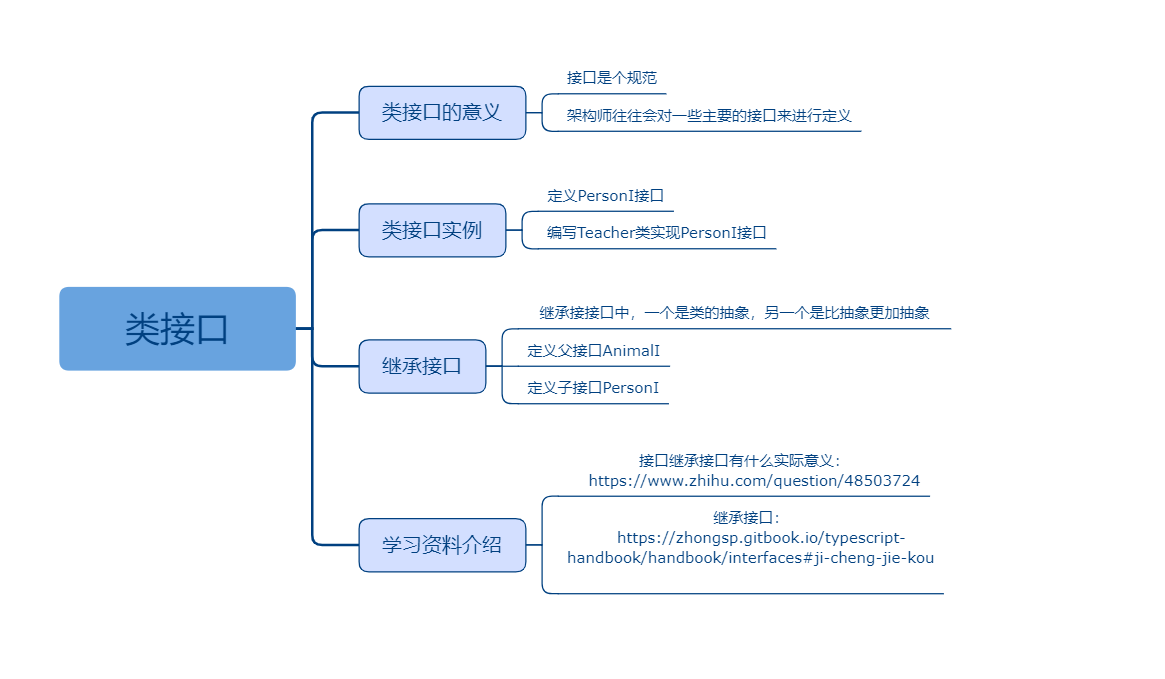 类接口
类接口的意义
接口是个规范
架构师往往会对一些主要的接口来进行定义
类接口实例
定义PersonI接口
编写Teacher类实现PersonI接口
继承接口
继承接接口中，一个是类的抽象，另一个是比抽象更加抽象
定义父接口AnimalI
定义子接口PersonI
学习资料介绍
接口继承接口有什么实际意义：
https://www.zhihu.com/question/48503724
继承接口：
https://zhongsp.gitbook.io/typescript-
handbook/handbook/interfaces#ji-cheng-jie-kou